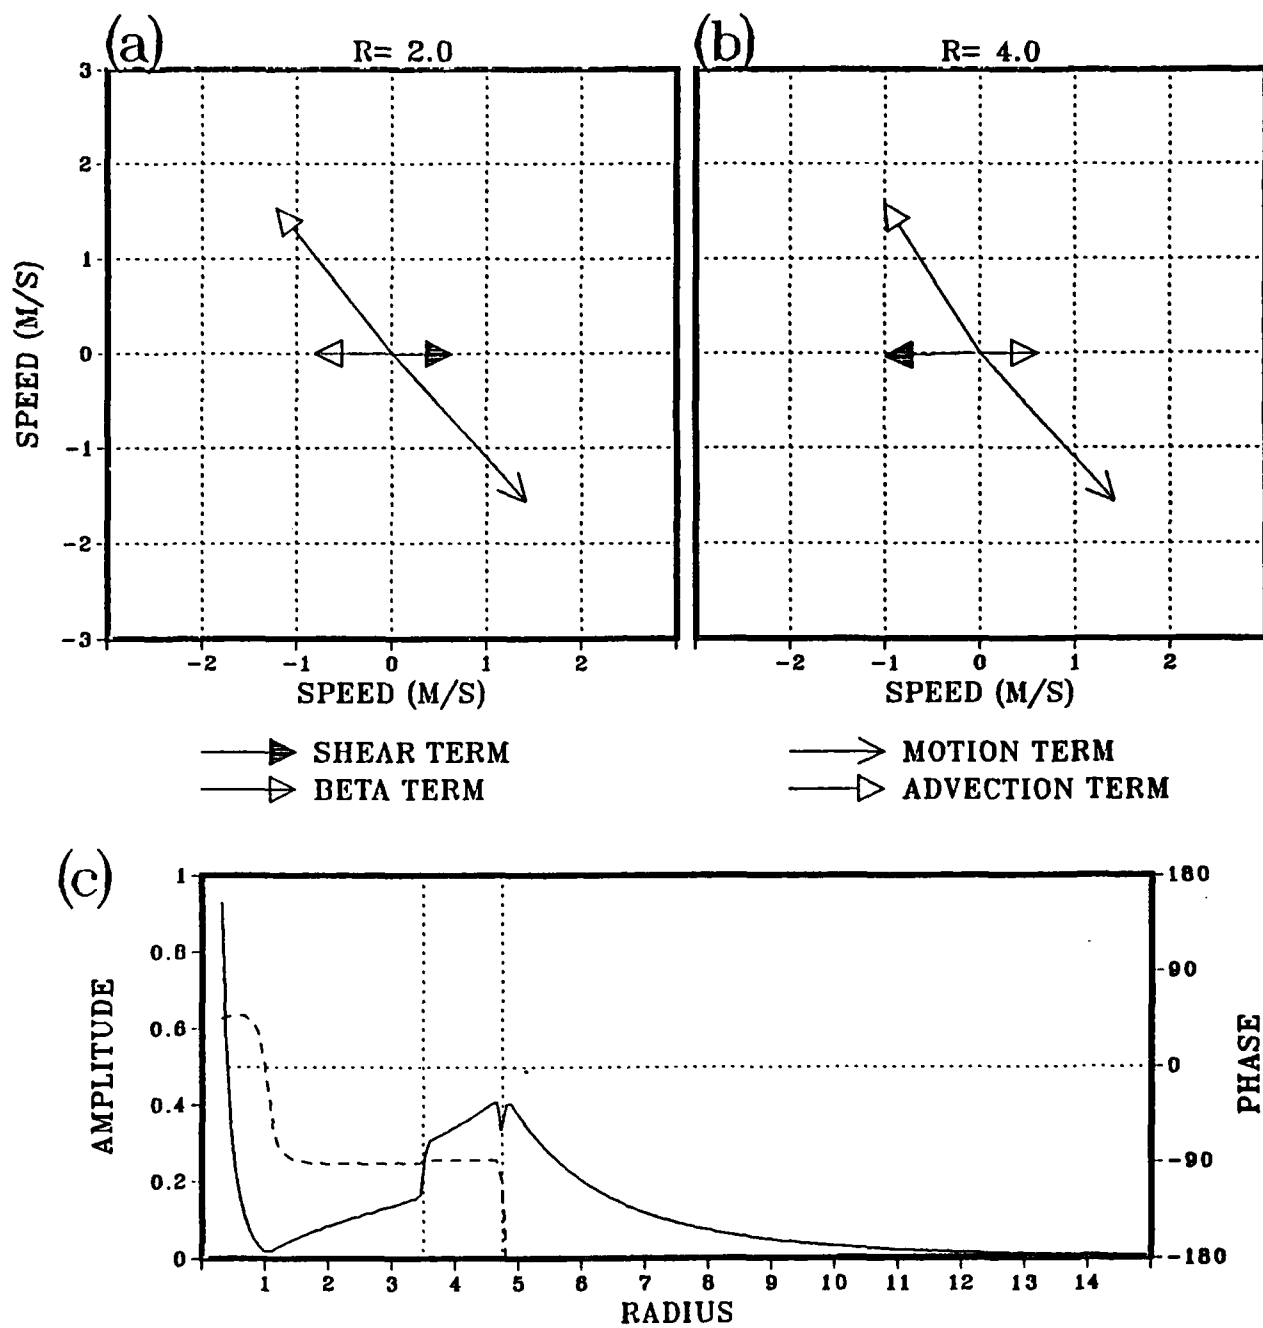 (a)
R= 2.0
(b)
R= 4.0
3
2
1
0
-1
-2
-3
SPEED (M/S)
-2 -1 0 1 2
SPEED (M/S)
-2 -1 0 1 2
SPEED (M/S)
SHEAR TERM
BETA TERM
MOTION TERM
ADVECTION TERM
(c)
1
0.8
0.6
0.4
0.2
0
AMPLITUDE
180
90
0
-90
-180
PHASE
1 2 3 4 5 6 7 8 9 10 11 12 13 14
RADIUS